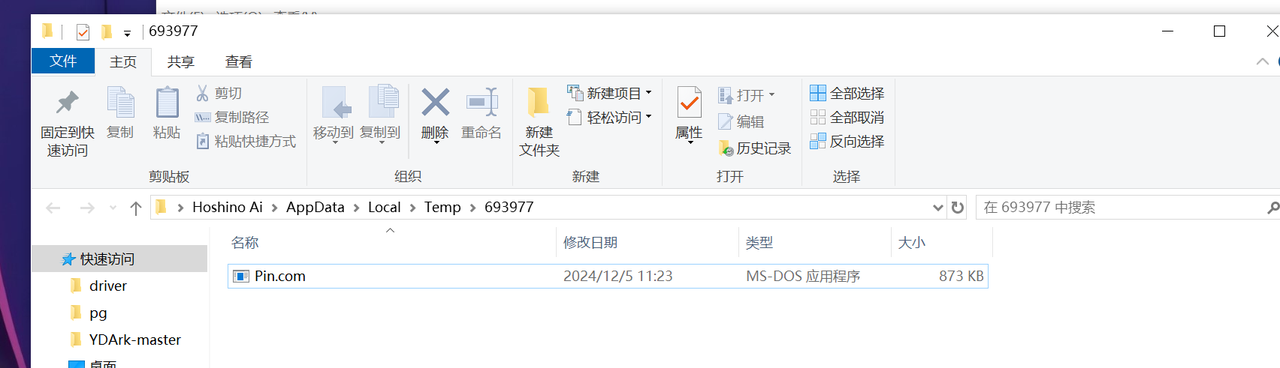 文件(F) 选项(O) 查看(V)
693977
文件 主页 共享 查看
固定到快速访问
复制
粘贴
剪切
复制路径
粘贴快捷方式
剪贴板
移动到
复制到
删除
重命名
组织
新建
文件夹
新建项目
轻松访问
新建
属性
打开
编辑
历史记录
打开
全部选择
全部取消
反向选择
选择
Hoshino Ai > AppData > Local > Temp > 693977
在 693977 中搜索
名称 修改日期 类型 大小
快速访问
Pin.com 2024/12/5 11:23 MS-DOS 应用程序 873 KB
driver
pg
YDArk-master
桌面